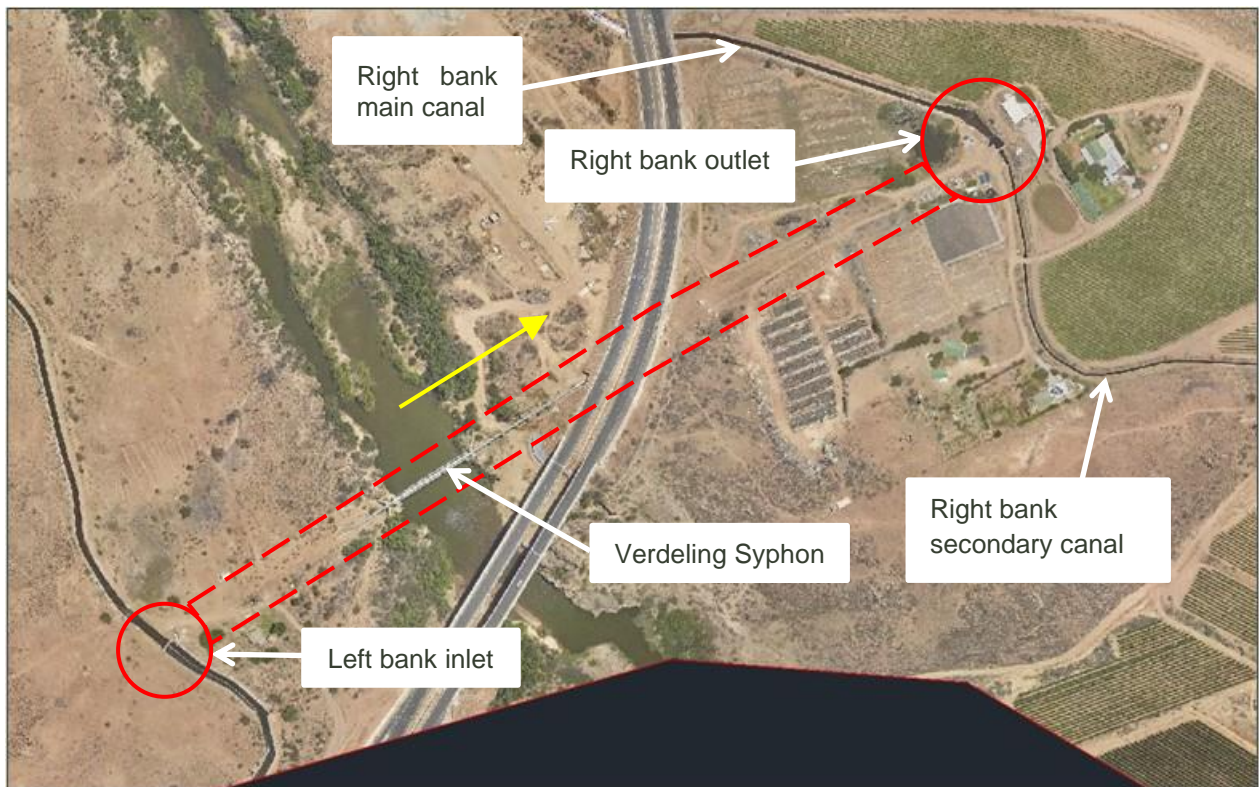 Right bank
main canal
Right bank outlet
Verdeling Syphon
Right bank
secondary canal
Left bank inlet